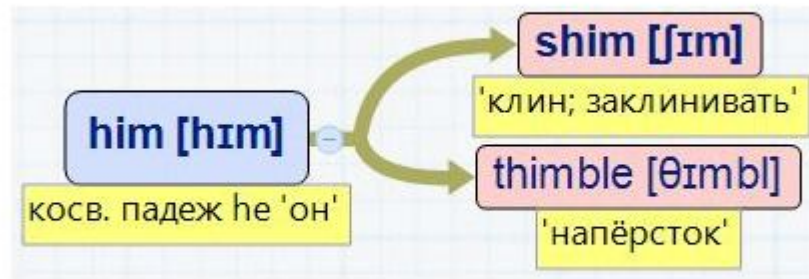 him [hɪm]
косв. падеж he 'он'
shim [ʃɪm]
'клин; заклинивать'
thimble [θɪmbl]
'напёрсток'